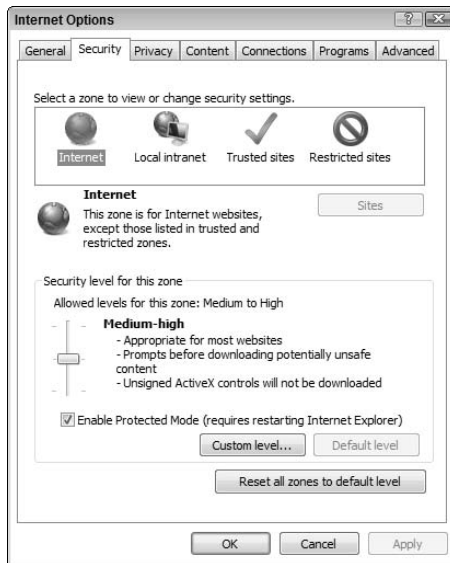 Internet Options
General Security Privacy Content Connections Programs Advanced
Select a zone to view or change security settings.
Internet Local intranet Trusted sites Restricted sites
Internet
Sites
This zone is for Internet websites,
except those listed in trusted and
restricted zones.
Security level for this zone
Allowed levels for this zone: Medium to High
Medium-high
- Appropriate for most websites
- Prompts before downloading potentially unsafe
content
- Unsigned ActiveX controls will not be downloaded
Enable Protected Mode (requires restarting Internet Explorer)
Custom level... Default level
Reset all zones to default level
OK Cancel Apply